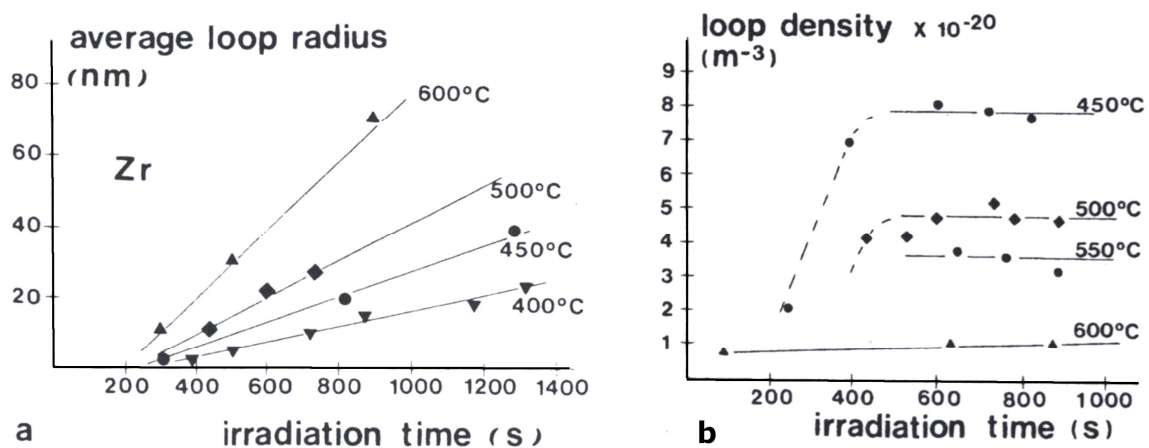 average loop radius
(nm)
80
60
40
20
Zr
600°C
500°C
450°C
400°C
200 400 600 800 1000 1200 1400
irradiation time (s)
a
loop density x 10-20
(m-3)
9
8
7
6
5
4
3
2
1
450°C
500°C
550°C
600°C
200 400 600 800 1000
irradiation time (s)
b